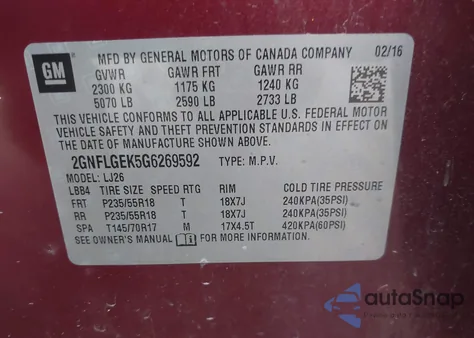 GM
MFD BY GENERAL MOTORS OF CANADA COMPANY 02/16
GVWR GAWR FRT GAWR RR
2300 KG 1175 KG 1240 KG
5070 LB 2590 LB 2733 LB
THIS VEHICLE CONFORMS TO ALL APPLICABLE U.S. FEDERAL MOTOR
VEHICLE SAFETY, BUMPER, AND THEFT PREVENTION STANDARDS IN EFFECT ON
THE DATE OF MANUFACTURE SHOWN ABOVE.
2GNFLGEK5G6269592 TYPE: M.P.V.
MODEL: LJ26
LBB4 TIRE SIZE SPEED RTG RIM COLD TIRE PRESSURE
FRT P235/55R18 T 18X7J 240KPA(35PSI)
RR P235/55R18 T 18X7J 240KPA(35PSI)
SPA T145/70R17 M 17X4.5T 420KPA(60PSI)
SEE OWNER'S MANUAL i FOR MORE INFORMATION.
autoSnap